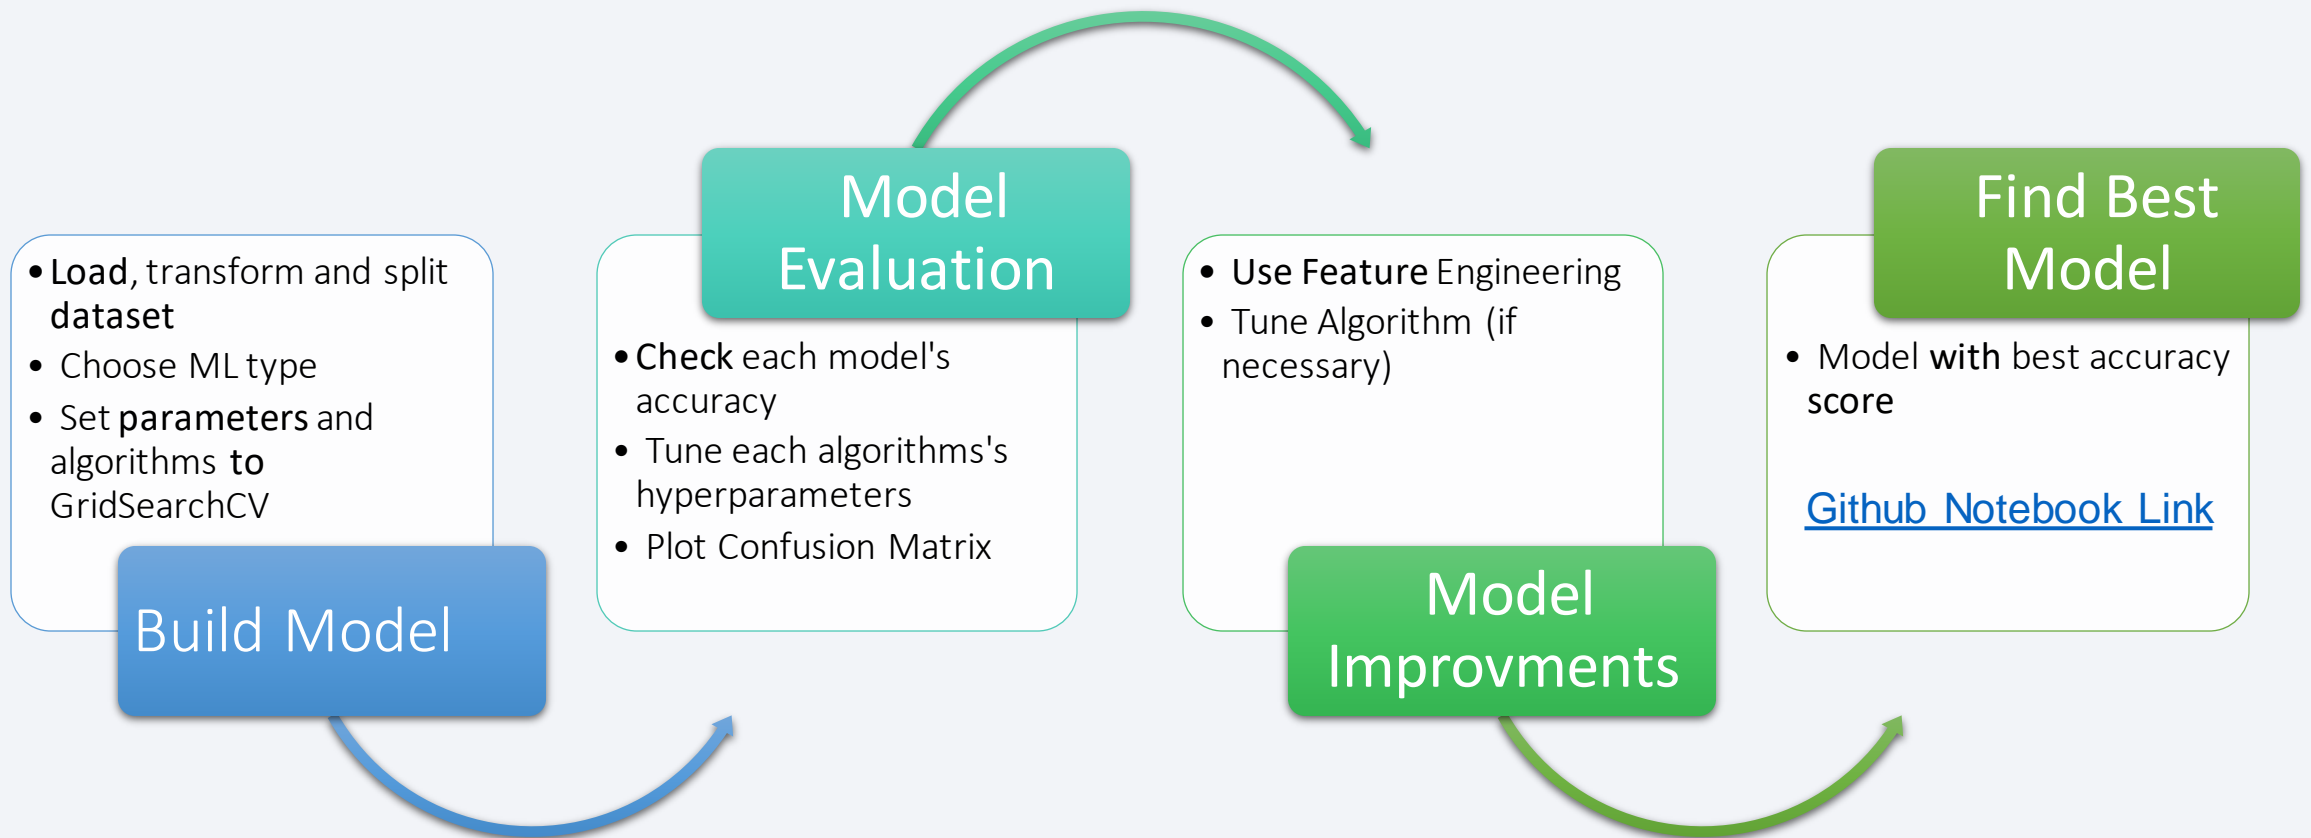 •Load, transform and split
dataset
• Choose ML type
• Set parameters and
algorithms to
GridSearchCV
Build Model
Model
Evaluation
•Check each model's
accuracy
• Tune each algorithms's
hyperparameters
• Plot Confusion Matrix
• Use Feature Engineering
• Tune Algorithm (if
necessary)
Model
Improvments
Find Best
Model
• Model with best accuracy
score
Github Notebook Link